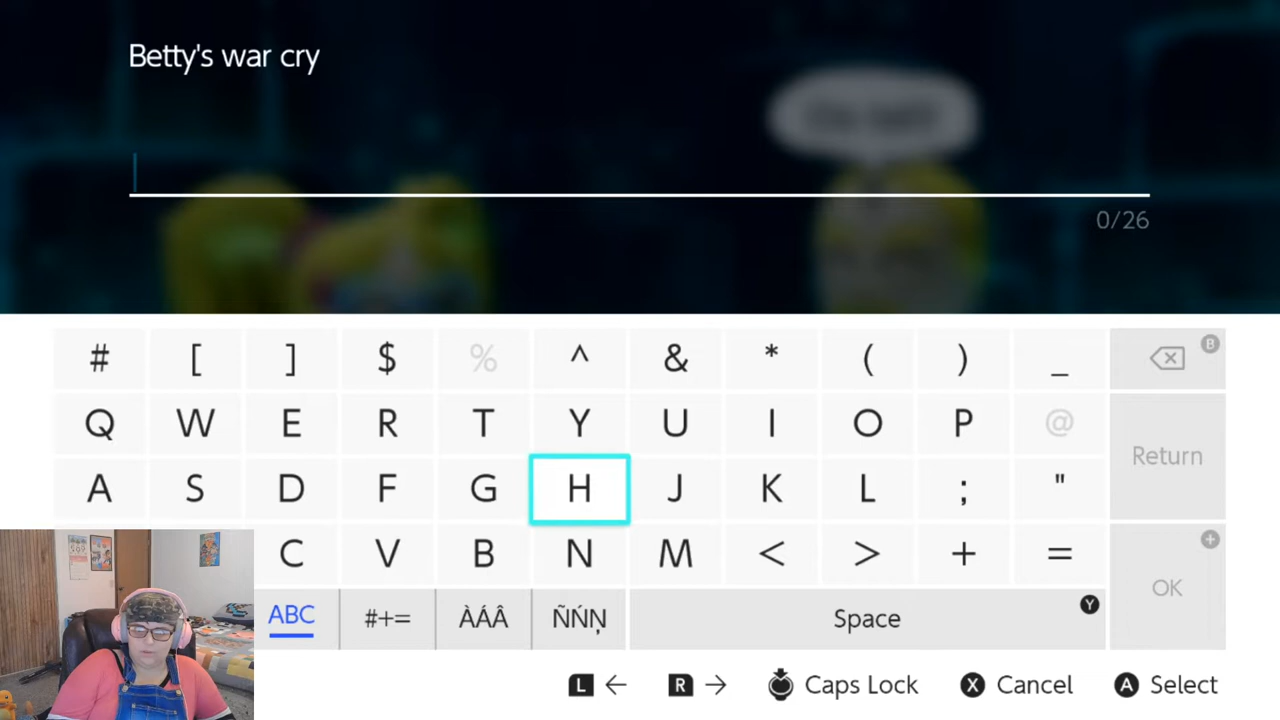 Betty's war cry
0/26
# [ ] $ % ^ & * ( ) _ B
Q W E R T Y U I O P @ Return
A S D F G H J K L ; "
C V B N M < > + = + OK
ABC #+= ÀÁÂ ÑŃŅ Space Y
L ← R → Caps Lock X Cancel A Select